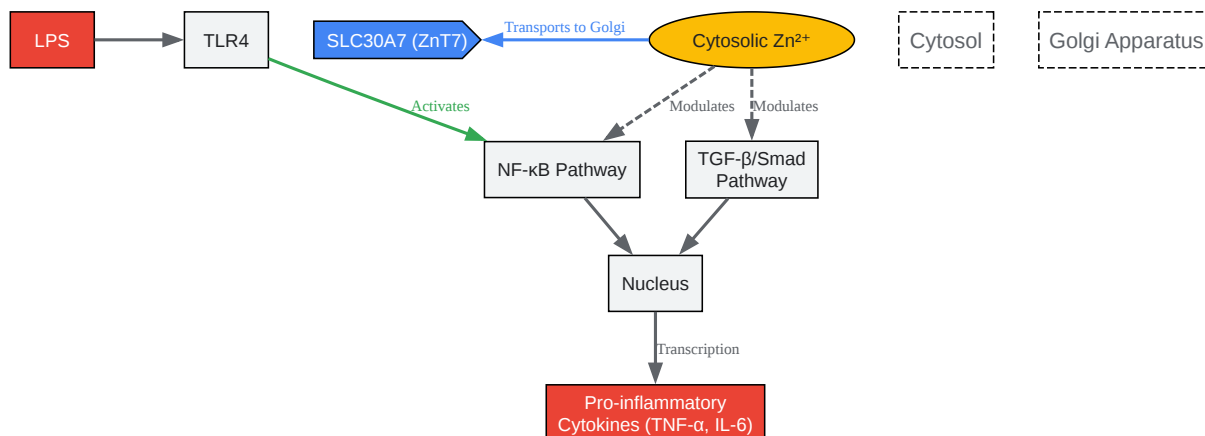 LPS
TLR4
SLC30A7 (ZnT7)
Transports to Golgi
Cytosolic Zn²⁺
Cytosol
Golgi Apparatus
Activates
Modulates
Modulates
NF-κB Pathway
TGF-β/Smad
Pathway
Nucleus
Transcription
Pro-inflammatory
Cytokines (TNF-α, IL-6)